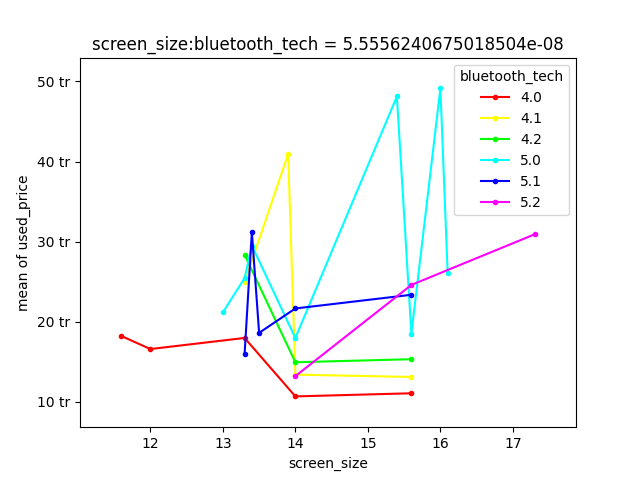 screen_size:bluetooth_tech = 5.5556240675018504e-08
50 tr
40 tr
30 tr
20 tr
10 tr
mean of used_price
bluetooth_tech
4.0
4.1
4.2
5.0
5.1
5.2
12
13
14
15
16
17
screen_size